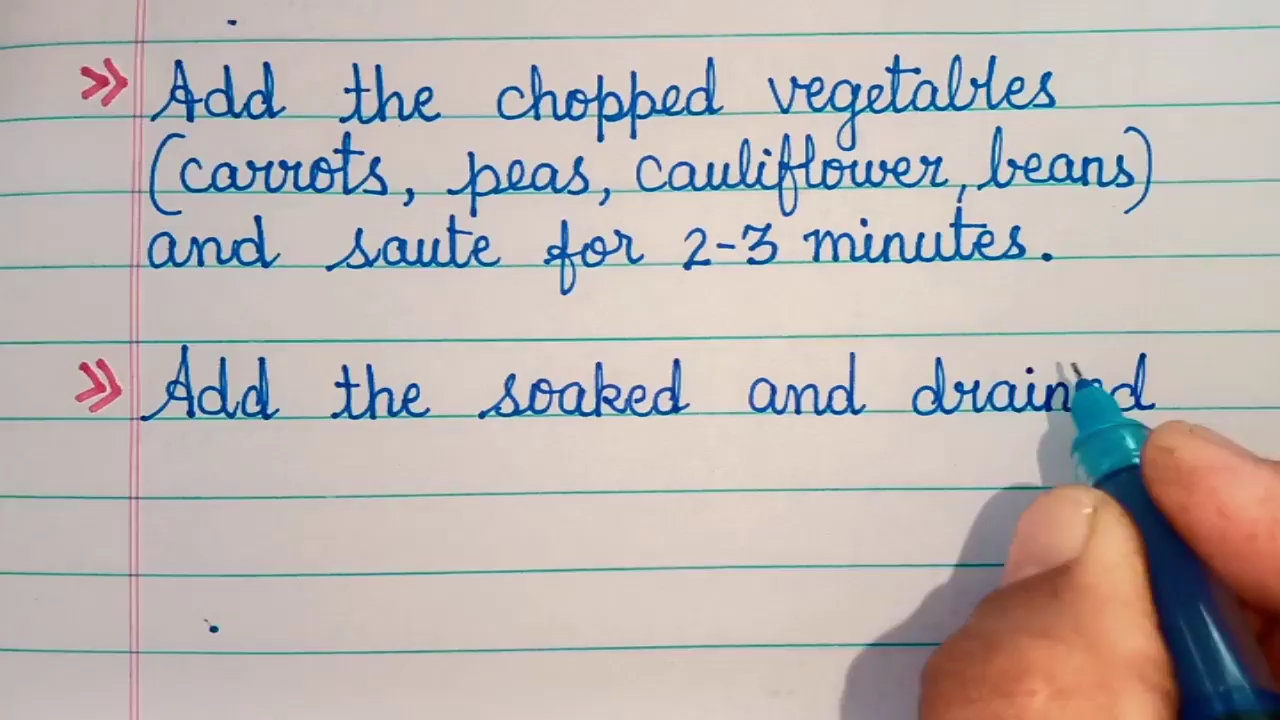 » Add the chopped vegetables
(carrots, peas, cauliflower, beans)
and saute for 2-3 minutes.
» Add the soaked and drained